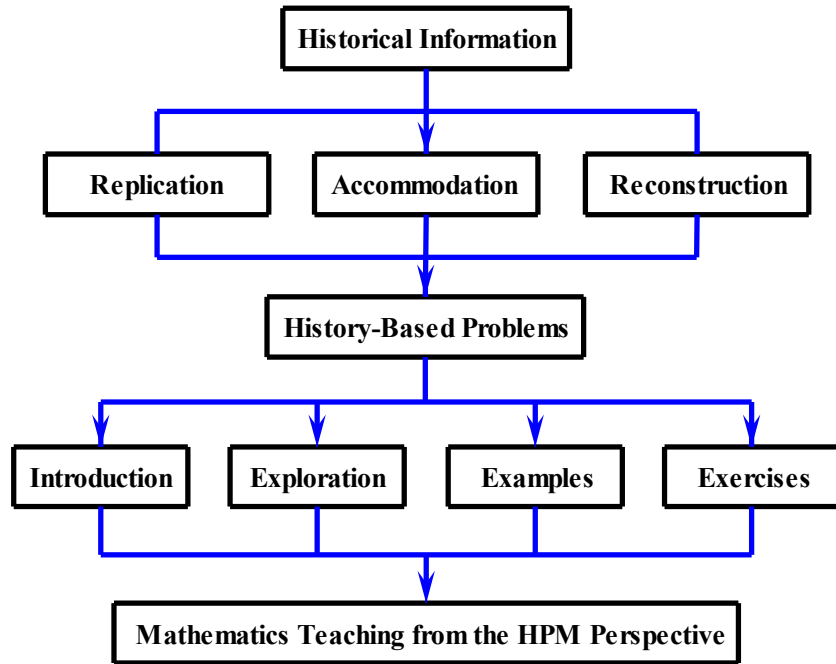 Historical Information
Replication
Accommodation
Reconstruction
History-Based Problems
Introduction
Exploration
Examples
Exercises
Mathematics Teaching from the HPM Perspective